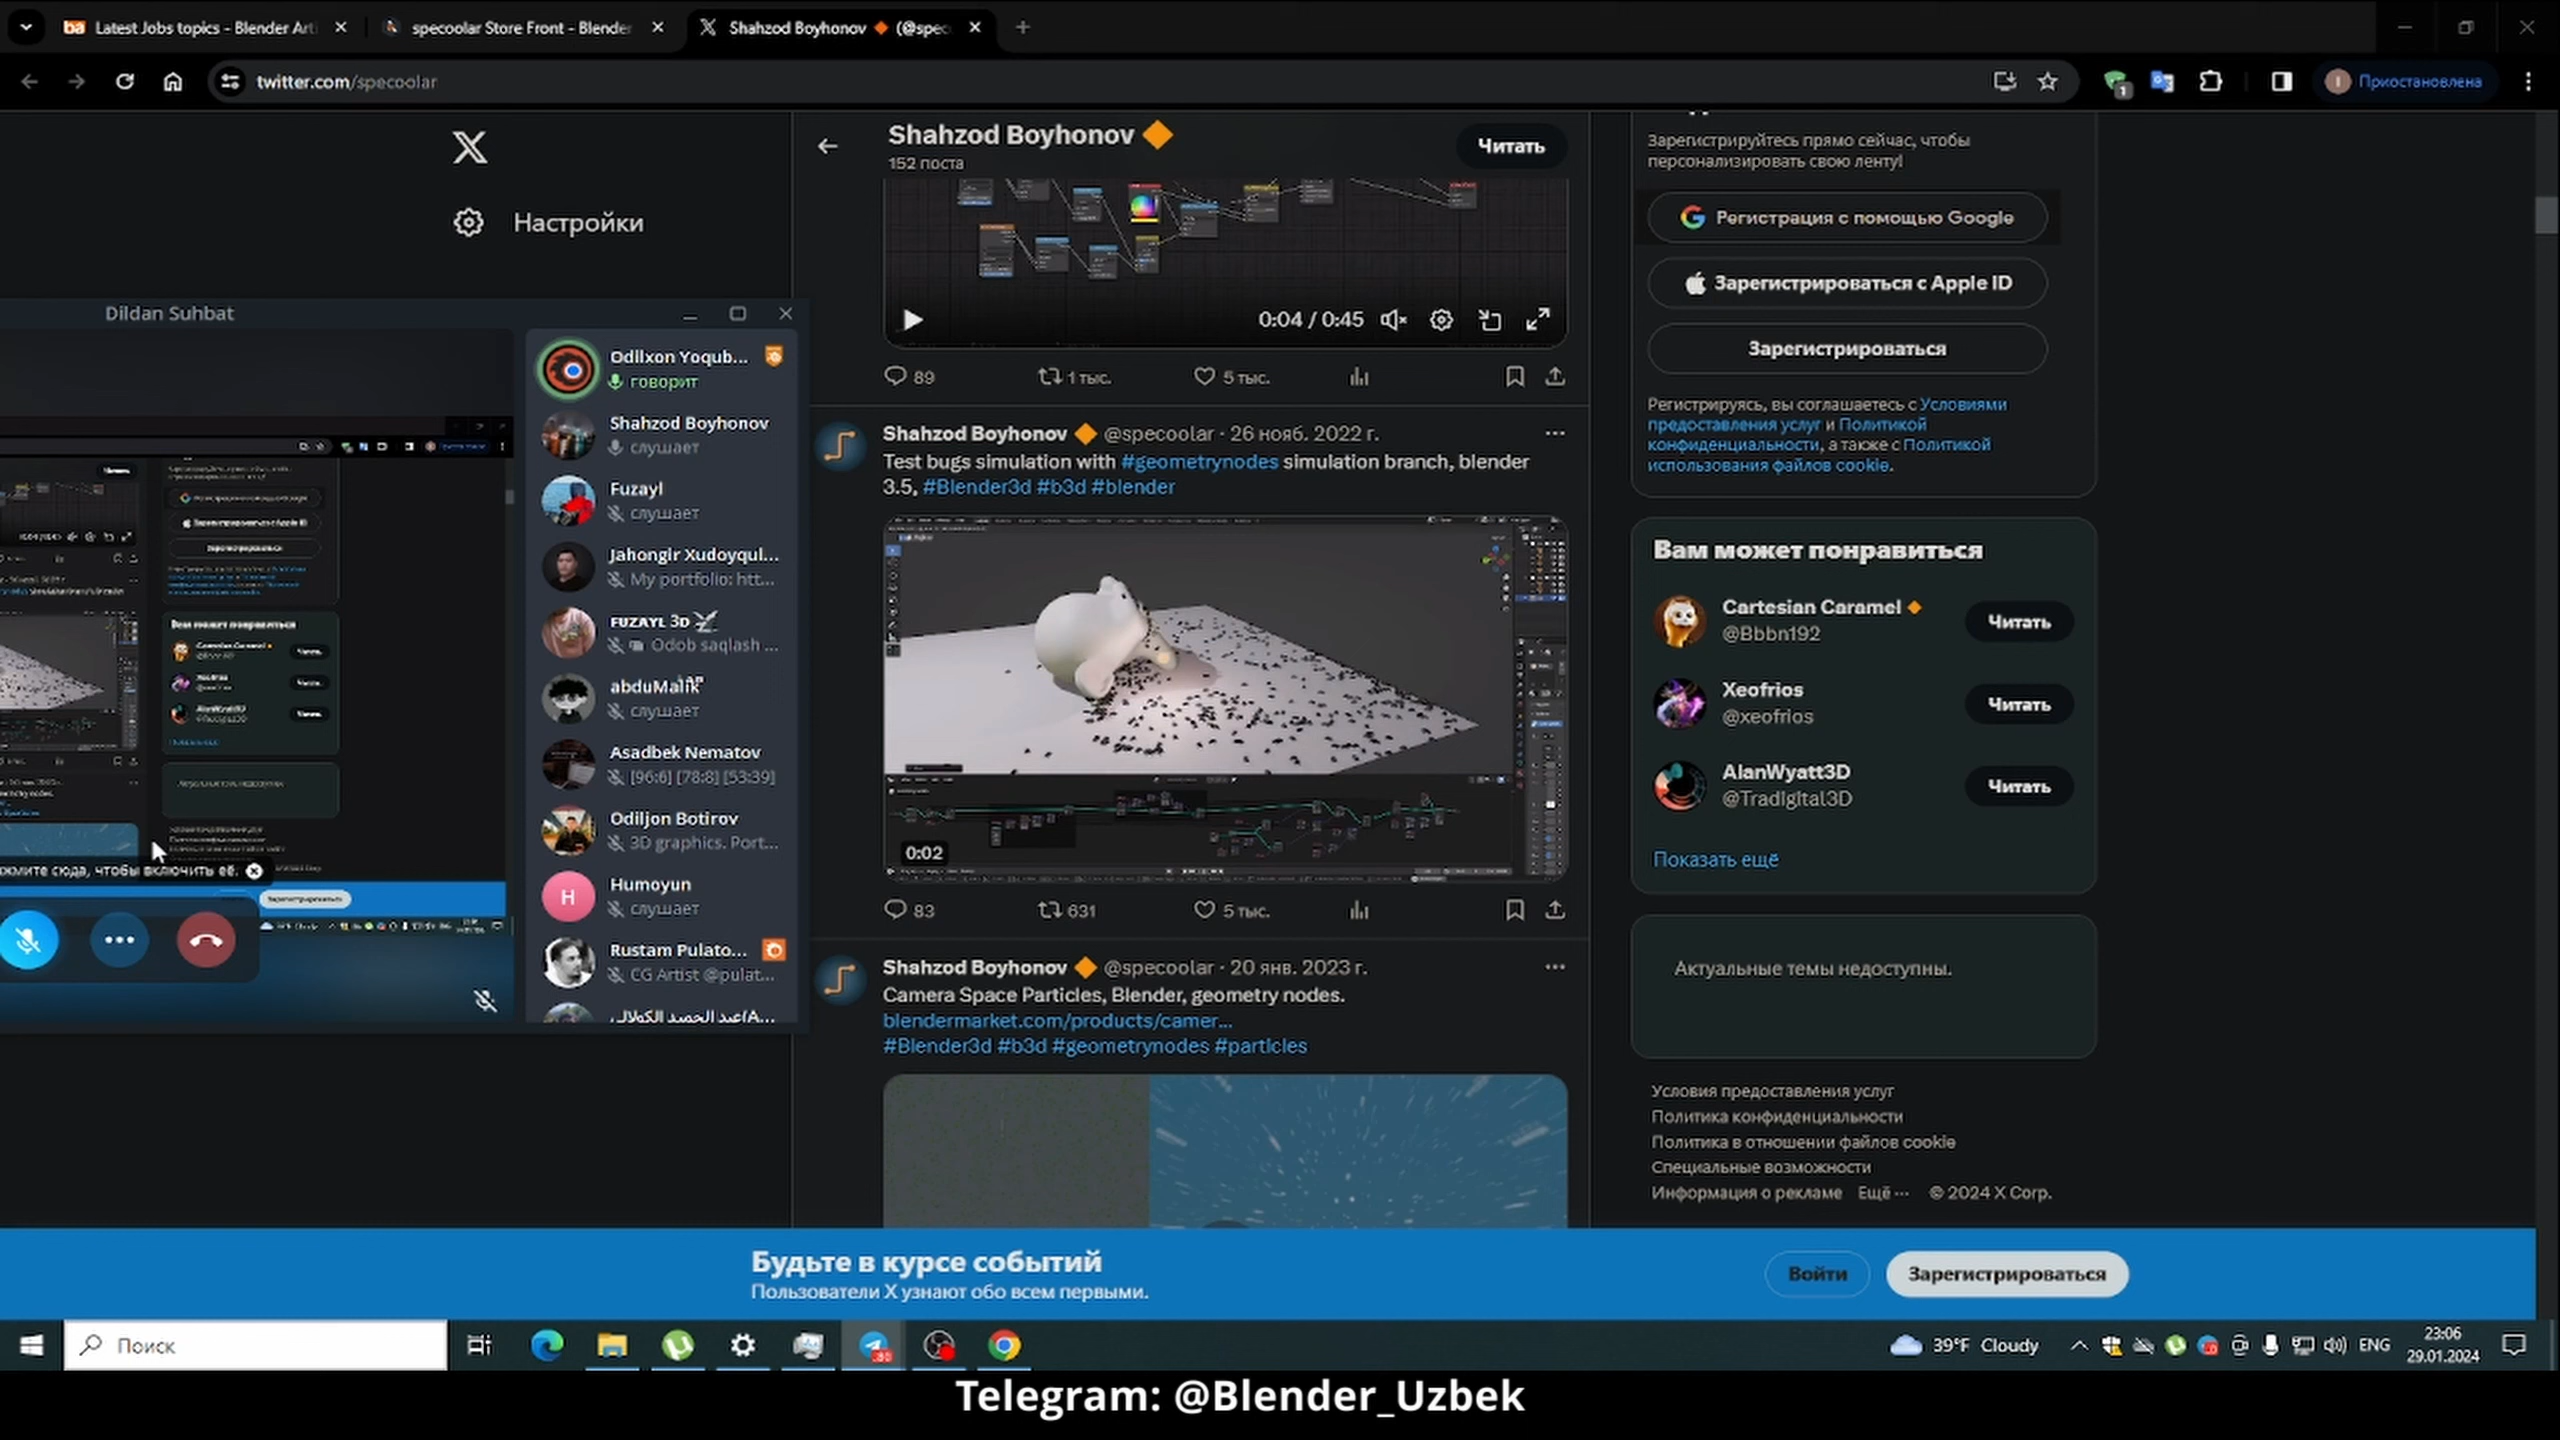 Latest Jobs topics - Blender Art
specoolar Store Front - Blender
Shahzod Boyhonov 🔶 (@spec
twitter.com/specoolar
1
Приостановлена
Настройки
Shahzod Boyhonov 🔶
152 поста
Читать
0:04 / 0:45
89
1 тыс.
5 тыс.
Shahzod Boyhonov 🔶 @specoolar · 26 нояб. 2022 г.
Test bugs simulation with #geometrynodes simulation branch, blender
3.5, #Blender3d #b3d #blender
0:02
83
631
5 тыс.
Shahzod Boyhonov 🔶 @specoolar · 20 янв. 2023 г.
Camera Space Particles, Blender, geometry nodes.
blendermarket.com/products/camer...
#Blender3d #b3d #geometrynodes #particles
Зарегистрируйтесь прямо сейчас, чтобы
персонализировать свою ленту!
Регистрация с помощью Google
Зарегистрироваться с Apple ID
Зарегистрироваться
Регистрируясь, вы соглашаетесь с Условиями
предоставления услуг и Политикой
конфиденциальности, а также с Политикой
использования файлов cookie.
Вам может понравиться
Cartesian Caramel 🔸
@Bbbn192
Читать
Xeofrios
@xeofrios
Читать
AlanWyatt3D
@Tradigital3D
Читать
Показать ещё
Актуальные темы недоступны.
Условия предоставления услуг
Политика конфиденциальности
Политика в отношении файлов cookie
Специальные возможности
Информация о рекламе Ещё ··· © 2024 X Corp.
Dildan Suhbat
Odilxon Yoqub...
говорит
Shahzod Boyhonov
слушает
Fuzayl
слушает
Jahongir Xudoyqul...
My portfolio: htt...
FUZAYL 3D
Odob saqlash ...
abduMalik
слушает
Asadbek Nematov
[96:6] [78:8] [53:39]
Odiljon Botirov
3D graphics. Port...
H
Humoyun
слушает
Rustam Pulato...
CG Artist @pulat...
сюда, чтобы включить её.
Вам может понравиться
Будьте в курсе событий
Пользователи X узнают обо всем первыми.
Войти
Зарегистрироваться
Поиск
39°F Cloudy
ENG
23:06
29.01.2024
Telegram: @Blender_Uzbek